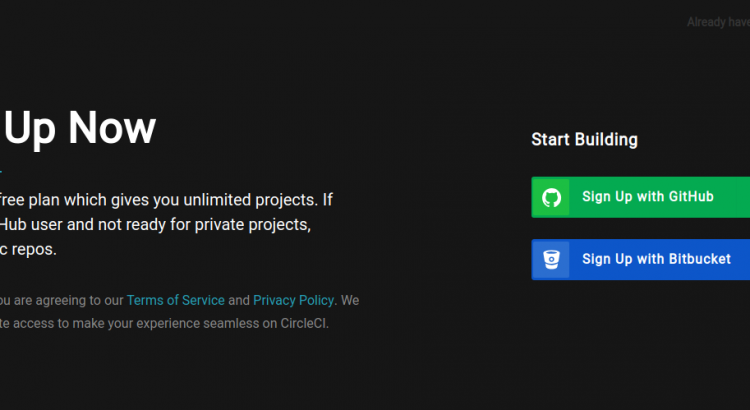 Already have
Up Now
free plan which gives you unlimited projects. If
Hub user and not ready for private projects,
c repos.
ou are agreeing to our Terms of Service and Privacy Policy. We
te access to make your experience seamless on CircleCI.
Start Building
Sign Up with GitHub
Sign Up with Bitbucket